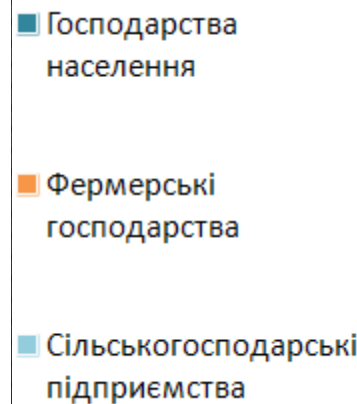 Господарства
населення
Фермерські
господарства
Сільськогосподарські
підприємства